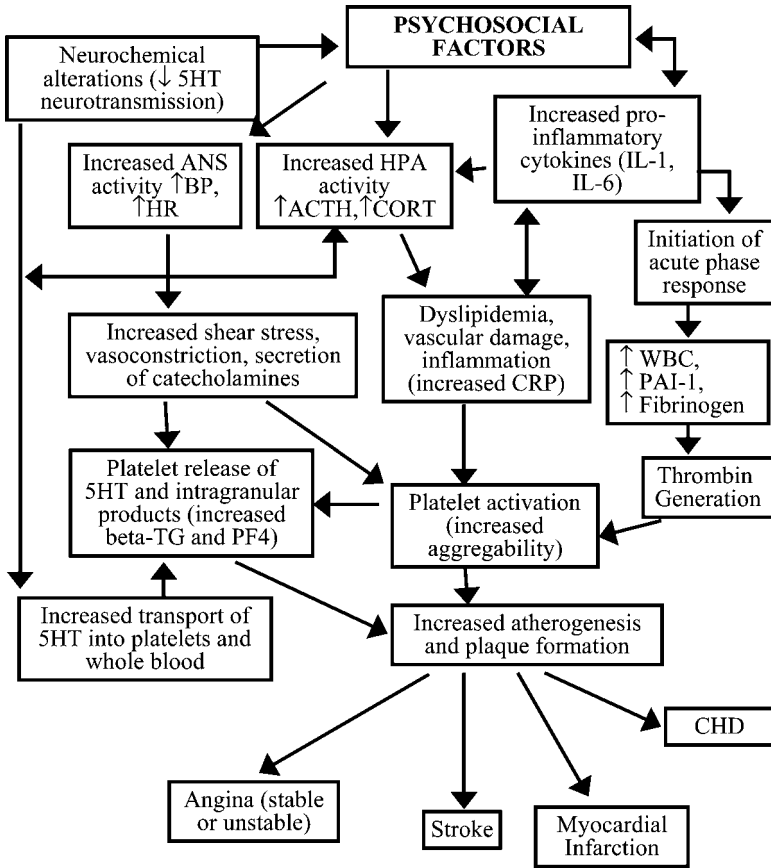 PSYCHOSOCIAL
FACTORS
Neurochemical
alterations (↓ 5HT
neurotransmission)
Increased pro-
inflammatory
cytokines (IL-1,
IL-6)
Increased ANS
activity ↑BP,
↑HR
Increased HPA
activity
↑ACTH,↑CORT
Initiation of
acute phase
response
Increased shear stress,
vasoconstriction, secretion
of catecholamines
Dyslipidemia,
vascular damage,
inflammation
(increased CRP)
↑ WBC,
↑ PAI-1,
↑ Fibrinogen
Platelet release of
5HT and intragranular
products (increased
beta-TG and PF4)
Platelet activation
(increased
aggregability)
Thrombin
Generation
Increased transport of
5HT into platelets and
whole blood
Increased atherogenesis
and plaque formation
CHD
Angina (stable
or unstable)
Stroke
Myocardial
Infarction